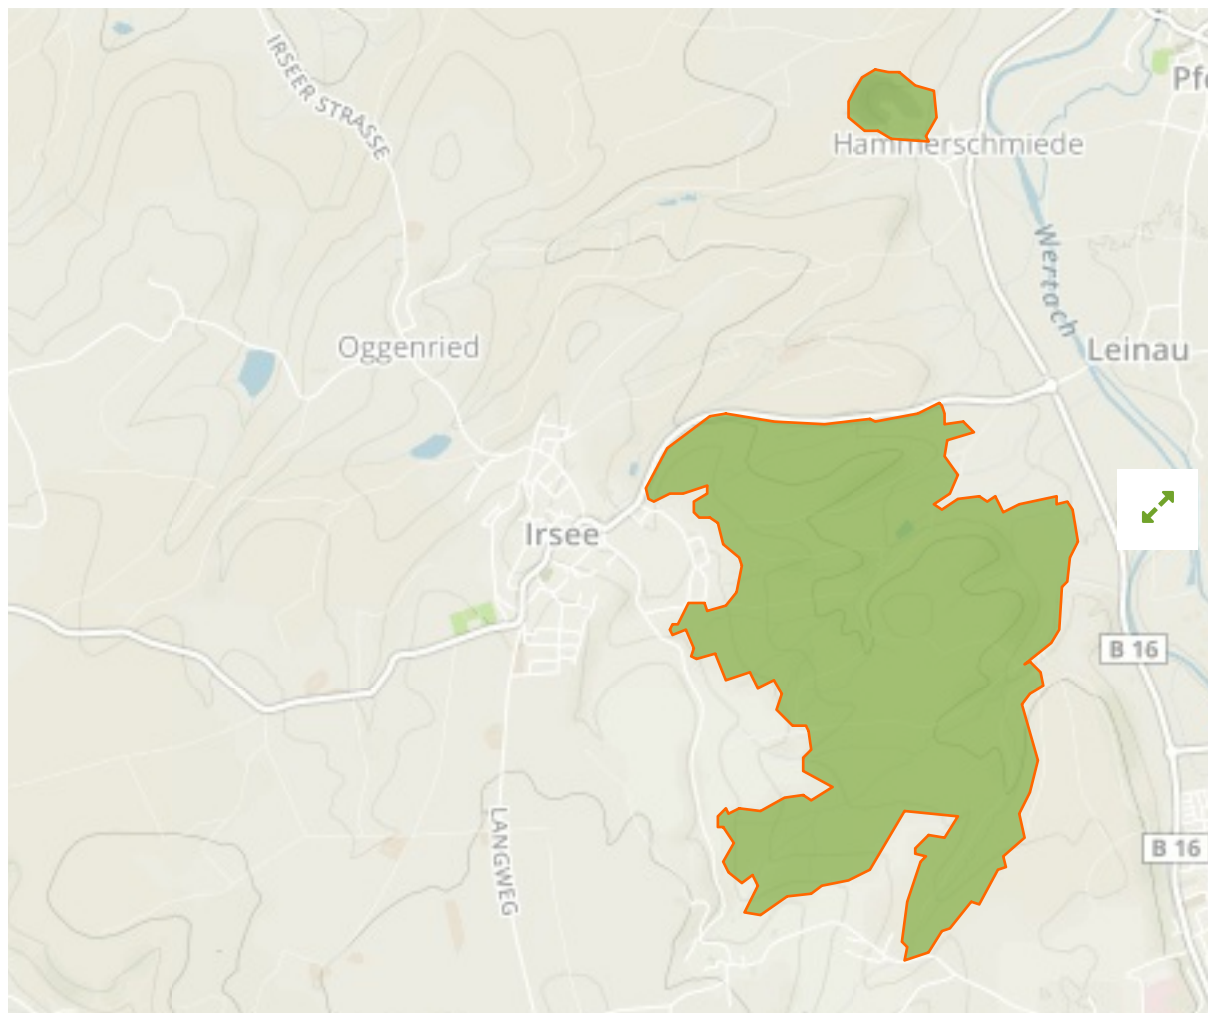 IRSEER STRASSE
Pf
Hammerschmiede
Wertach
Oggenried
Leinau
Irsee
B 16
LANGWEG
B 16